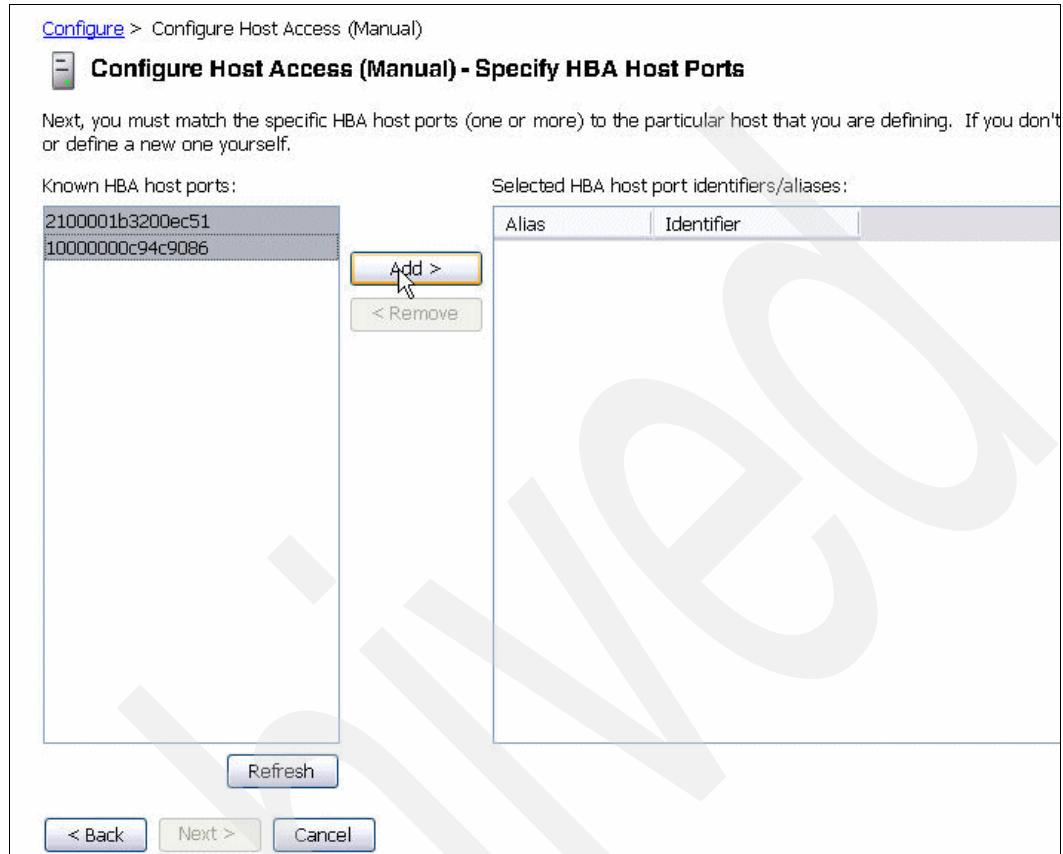 Configure > Configure Host Access (Manual)
Configure Host Access (Manual) - Specify HBA Host Ports
Next, you must match the specific HBA host ports (one or more) to the particular host that you are defining. If you don't
or define a new one yourself.
Known HBA host ports:
Selected HBA host port identifiers/aliases:
2100001b3200ec51
10000000c94c9086
Alias Identifier
Add >
< Remove
Refresh
< Back Next > Cancel
hived